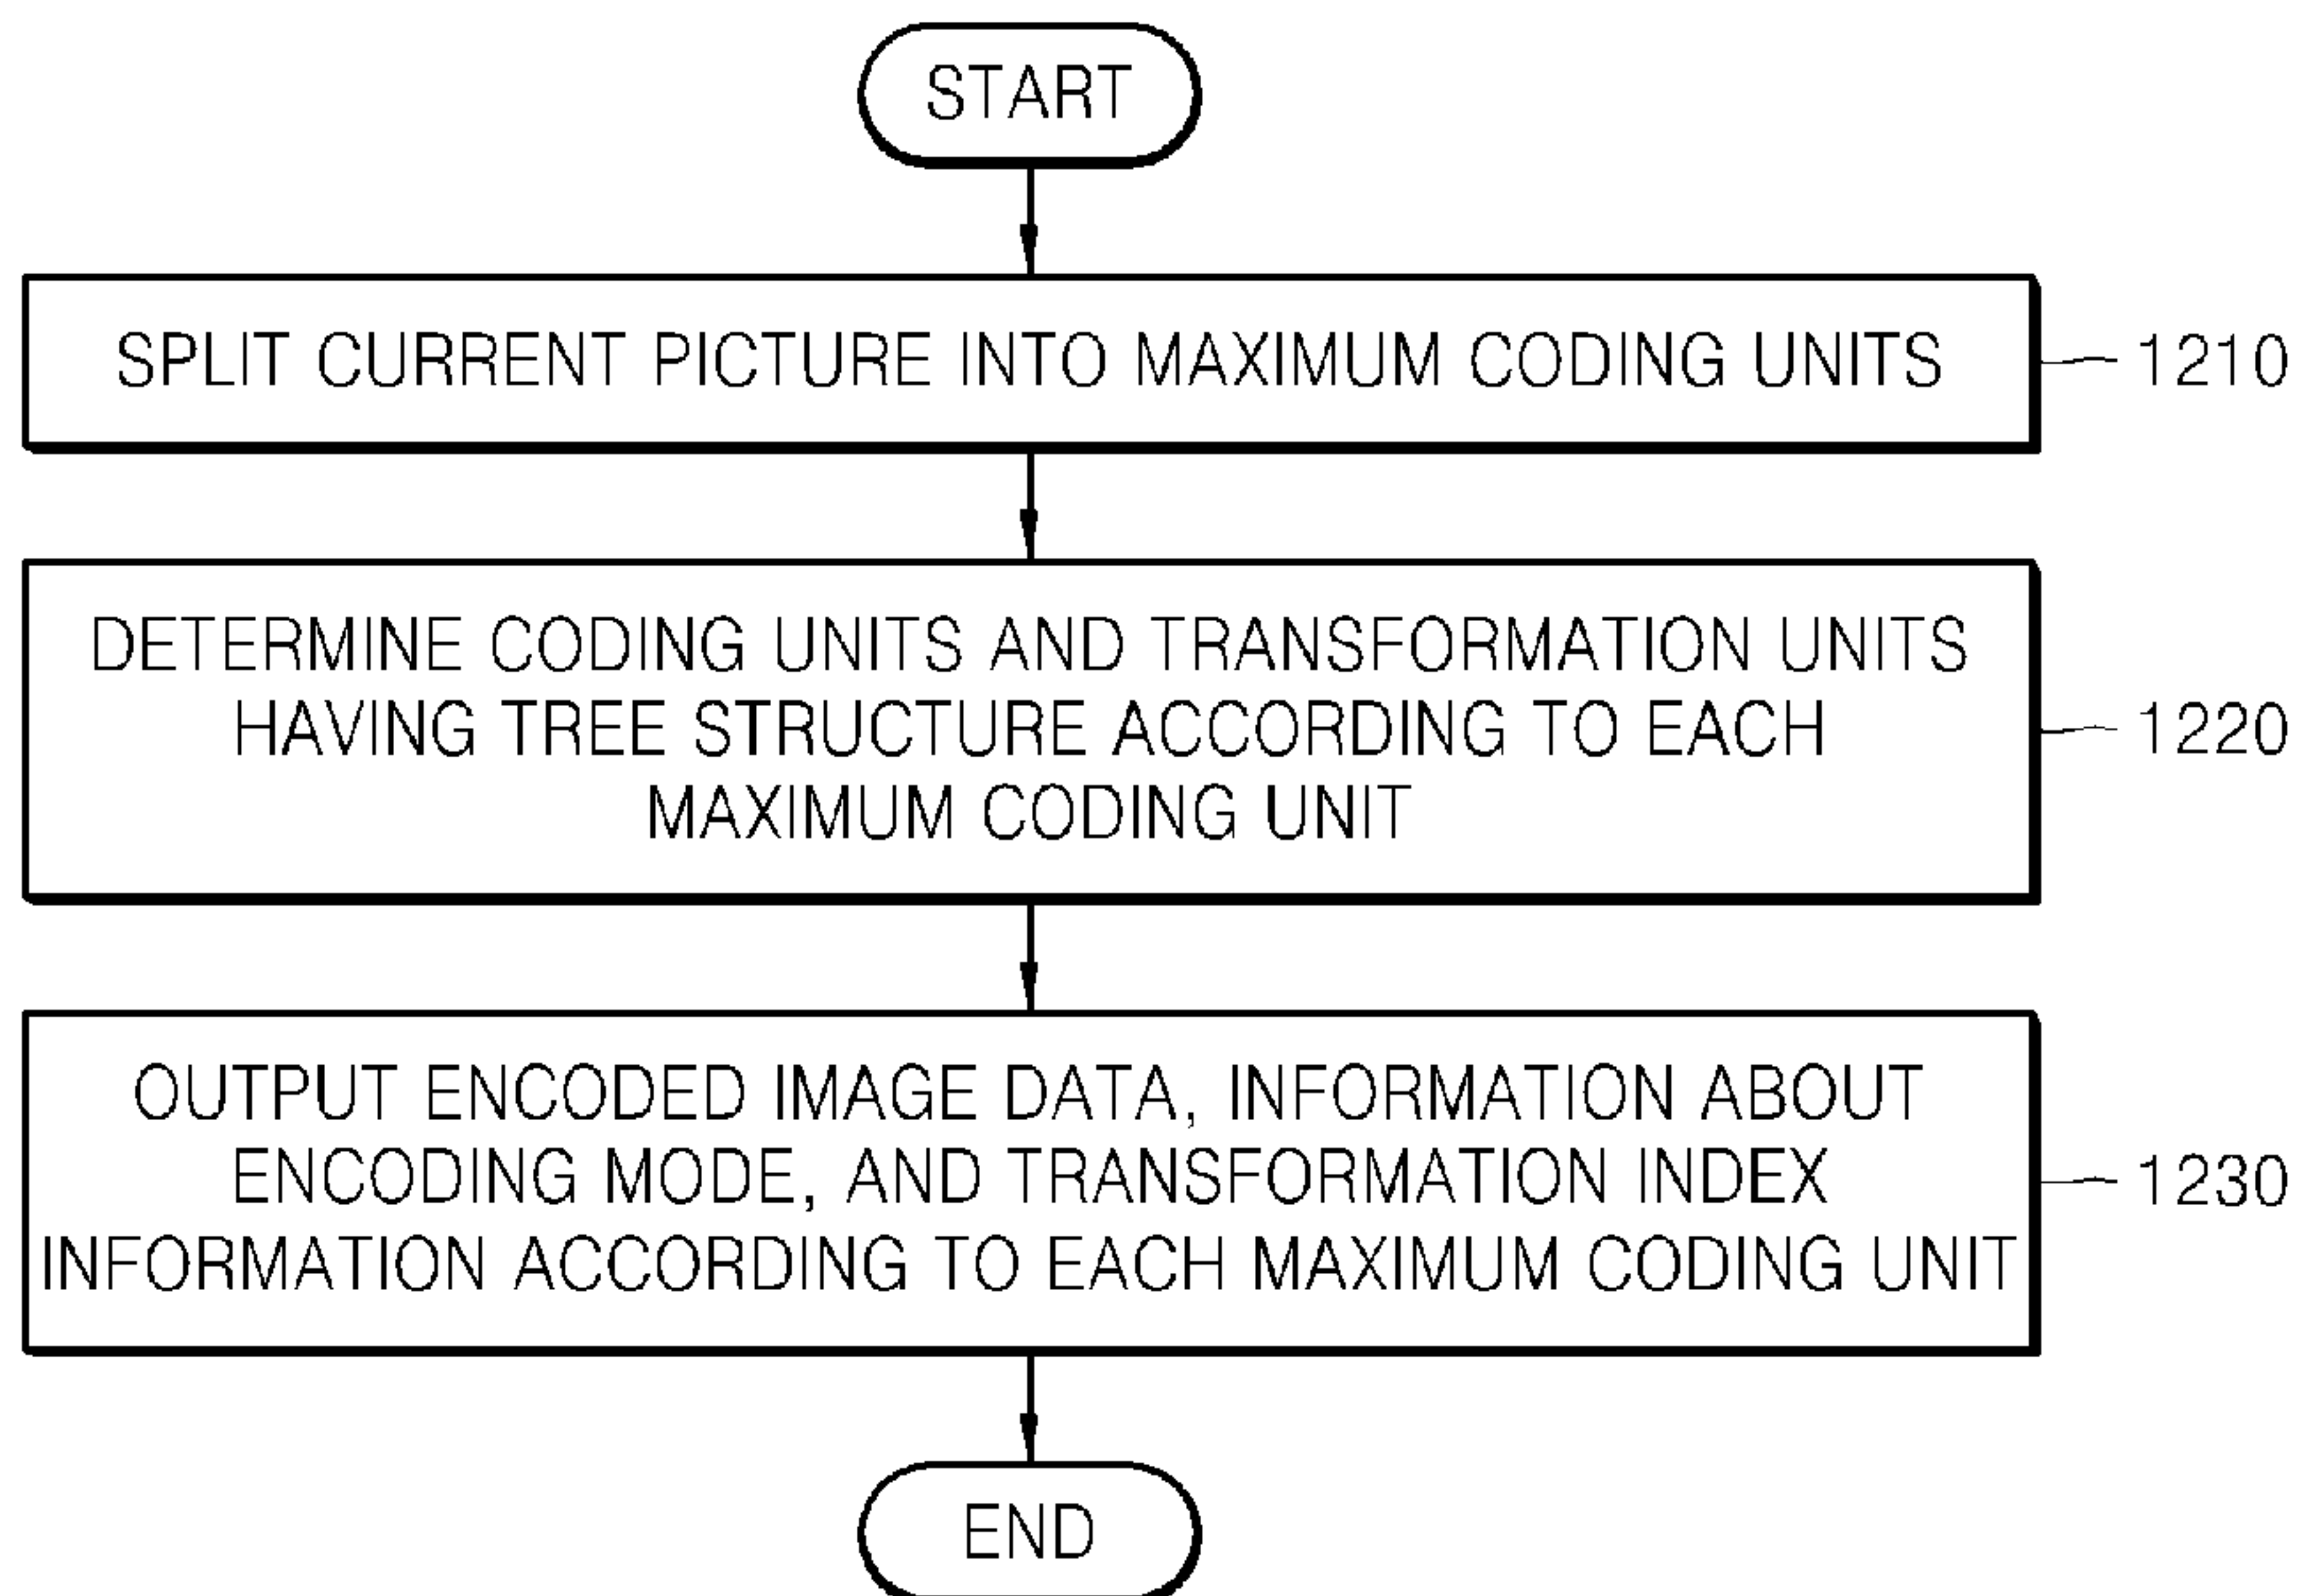 START
SPLIT CURRENT PICTURE INTO MAXIMUM CODING UNITS
1210
DETERMINE CODING UNITS AND TRANSFORMATION UNITS
HAVING TREE STRUCTURE ACCORDING TO EACH
MAXIMUM CODING UNIT
1220
OUTPUT ENCODED IMAGE DATA, INFORMATION ABOUT
ENCODING MODE, AND TRANSFORMATION INDEX
INFORMATION ACCORDING TO EACH MAXIMUM CODING UNIT
1230
END